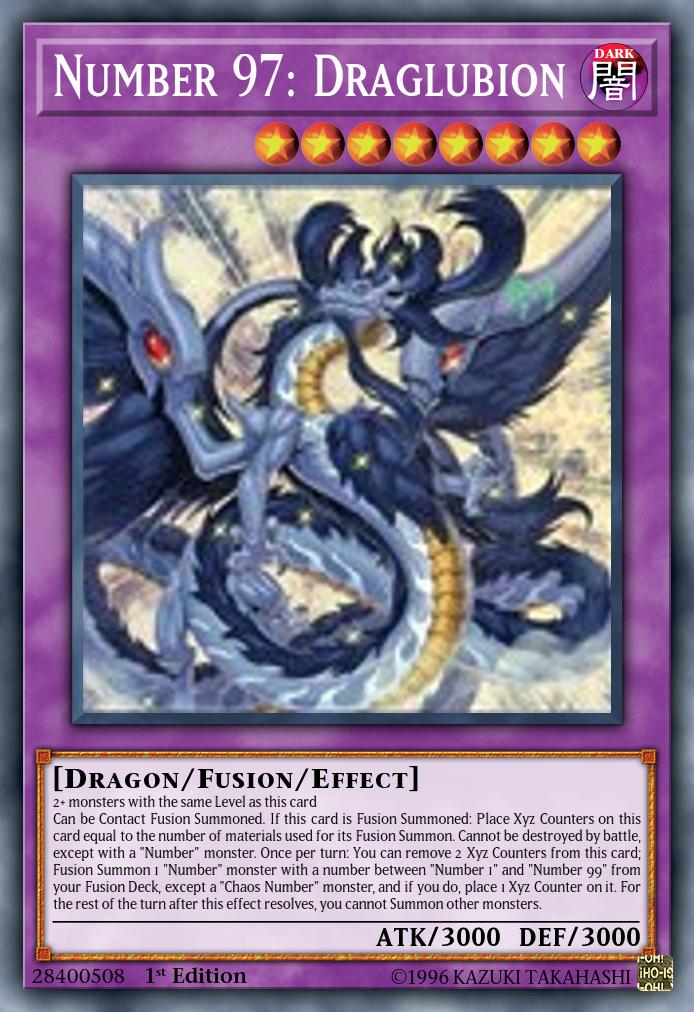 Number 97: Draglubion
DARK
闇
[Dragon/Fusion/Effect]
2+ monsters with the same Level as this card
Can be Contact Fusion Summoned. If this card is Fusion Summoned: Place Xyz Counters on this
card equal to the number of materials used for its Fusion Summon. Cannot be destroyed by battle,
except with a "Number" monster. Once per turn: You can remove 2 Xyz Counters from this card;
Fusion Summon 1 "Number" monster with a number between "Number 1" and "Number 99" from
your Fusion Deck, except a "Chaos Number" monster, and if you do, place 1 Xyz Counter on it. For
the rest of the turn after this effect resolves, you cannot Summon other monsters.
ATK/3000 DEF/3000
28400508 1st Edition ©1996 KAZUKI TAKAHASHI